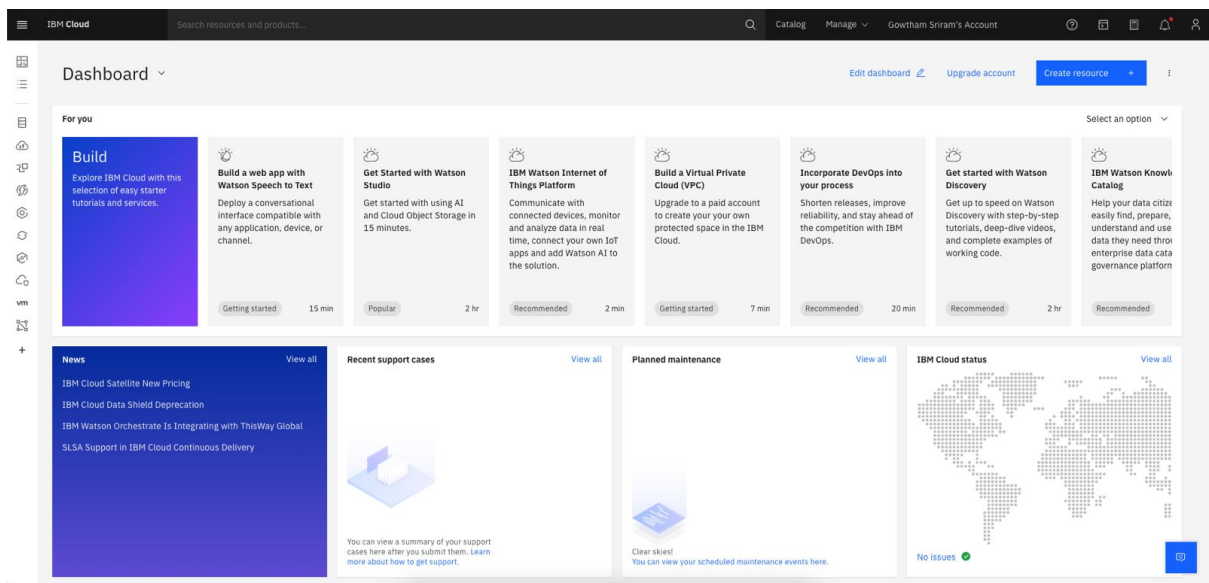 IBM Cloud
Search resources and products...
Catalog
Manage
Gowtham Sriram's Account
Dashboard
Edit dashboard
Upgrade account
Create resource +
For you
Select an option
Build
Explore IBM Cloud with this
selection of easy starter
tutorials and services.
Build a web app with
Watson Speech to Text
Deploy a conversational
interface compatible with
any application, device, or
channel.
Getting started
15 min
Get Started with Watson
Studio
Get started with using AI
and Cloud Object Storage in
15 minutes.
Popular
2 hr
IBM Watson Internet of
Things Platform
Communicate with
connected devices, monitor
and analyze data in real
time, connect your own IoT
apps and add Watson AI to
the solution.
Recommended
2 min
Build a Virtual Private
Cloud (VPC)
Upgrade to a paid account
to create your your own
protected space in the IBM
Cloud.
Getting started
7 min
Incorporate DevOps into
your process
Shorten releases, improve
reliability, and stay ahead of
the competition with IBM
DevOps.
Recommended
20 min
Get started with Watson
Discovery
Get up to speed on Watson
Discovery with step-by-step
tutorials, deep-dive videos,
and complete examples of
working code.
Recommended
2 hr
IBM Watson Knowle
Catalog
Help your data citize
easily find, prepare,
understand and use
data they need throu
enterprise data cata
governance platform
Recommended
vm
News
View all
IBM Cloud Satellite New Pricing
IBM Cloud Data Shield Deprecation
IBM Watson Orchestrate Is Integrating with ThisWay Global
SLSA Support in IBM Cloud Continuous Delivery
Recent support cases
View all
You can view a summary of your support
cases here after you submit them. Learn
more about how to get support.
Planned maintenance
View all
Clear skies!
You can view your scheduled maintenance events here.
IBM Cloud status
View all
No issues